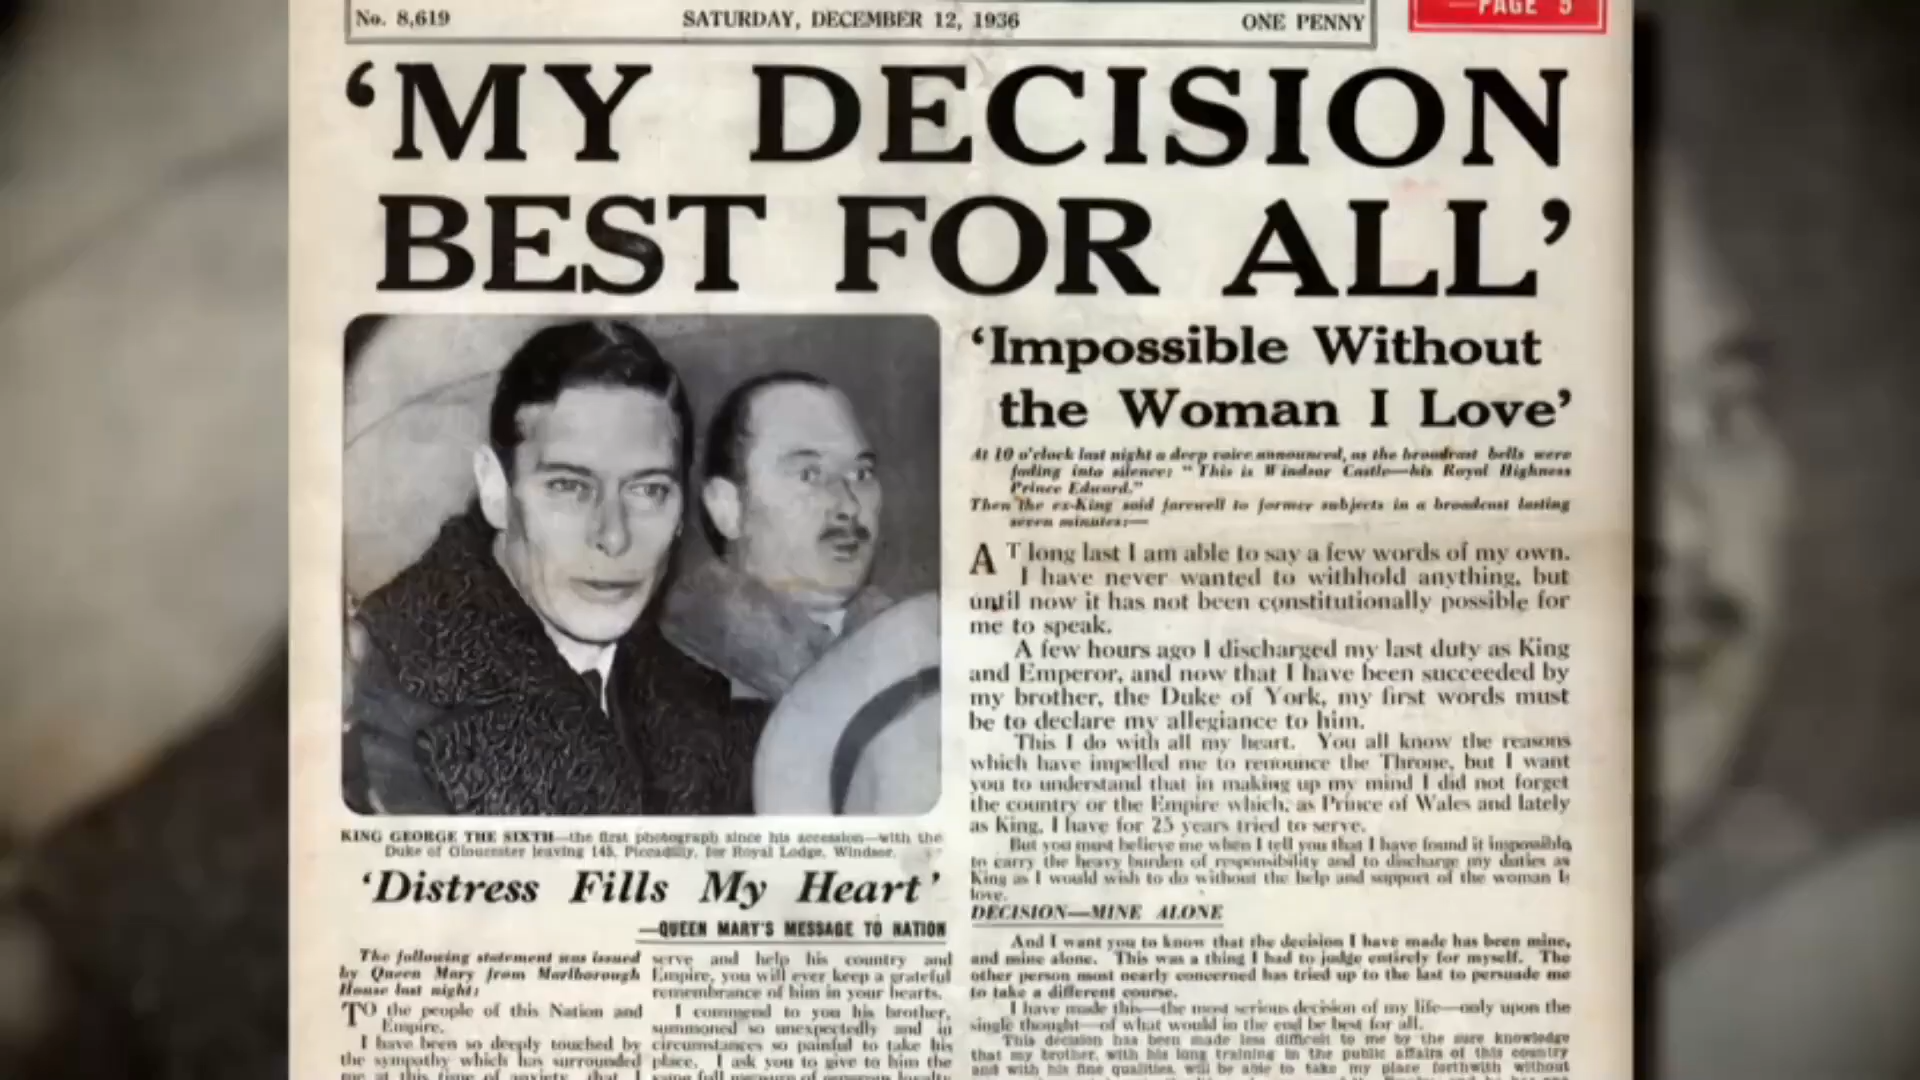 —PAGE 5
No. 8,619 SATURDAY, DECEMBER 12, 1936 ONE PENNY
‘MY DECISION
BEST FOR ALL’
KING GEORGE THE SIXTH—the first photograph since his accession—with the
Duke of Gloucester leaving 145, Piccadilly, for Royal Lodge, Windsor.
‘Distress Fills My Heart’
—QUEEN MARY'S MESSAGE TO NATION
The following statement was issued
by Queen Mary from Marlborough
House last night:
TO the people of this Nation and
Empire.
I have been so deeply touched by
the sympathy which has surrounded
me at this time of anxiety that I
serve and help his country and
Empire, you will ever keep a grateful
remembrance of him in your hearts.
I commend to you his brother,
summoned so unexpectedly and in
circumstances so painful to take his
place. I ask you to give to him the
same full measure of generous loyalty
‘Impossible Without
the Woman I Love’
At 10 o'clock last night a deep voice announced, as the broadcast bells were
fading into silence: "This is Windsor Castle—his Royal Highness
Prince Edward."
Then the ex-King said farewell to former subjects in a broadcast lasting
seven minutes:—
AT long last I am able to say a few words of my own.
I have never wanted to withhold anything, but
until now it has not been constitutionally possible for
me to speak.
A few hours ago I discharged my last duty as King
and Emperor, and now that I have been succeeded by
my brother, the Duke of York, my first words must
be to declare my allegiance to him.
This I do with all my heart. You all know the reasons
which have impelled me to renounce the Throne, but I want
you to understand that in making up my mind I did not forget
the country or the Empire which, as Prince of Wales and lately
as King, I have for 25 years tried to serve.
But you must believe me when I tell you that I have found it impossible
to carry the heavy burden of responsibility and to discharge my duties as
King as I would wish to do without the help and support of the woman I
love.
DECISION—MINE ALONE
And I want you to know that the decision I have made has been mine,
and mine alone. This was a thing I had to judge entirely for myself. The
other person most nearly concerned has tried up to the last to persuade me
to take a different course.
I have made this—the most serious decision of my life—only upon the
single thought—of what would in the end be best for all.
This decision has been made less difficult to me by the sure knowledge
that my brother, with his long training in the public affairs of this country
and with his fine qualities, will be able to take my place forthwith without